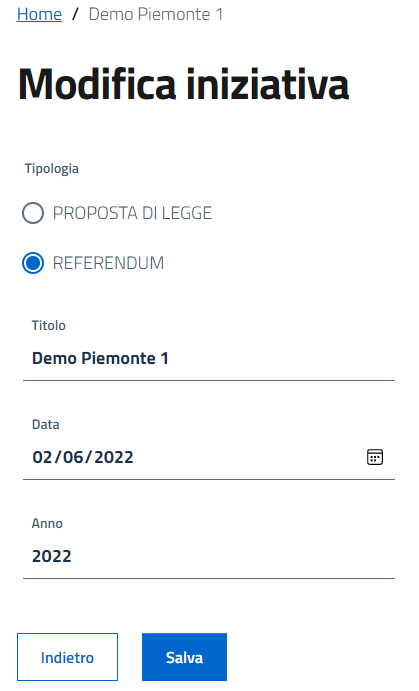 Home / Demo Piemonte 1
Modifica iniziativa
Tipologia
PROPOSTA DI LEGGE
REFERENDUM
Titolo
Demo Piemonte 1
Data
02/06/2022
Anno
2022
Indietro Salva